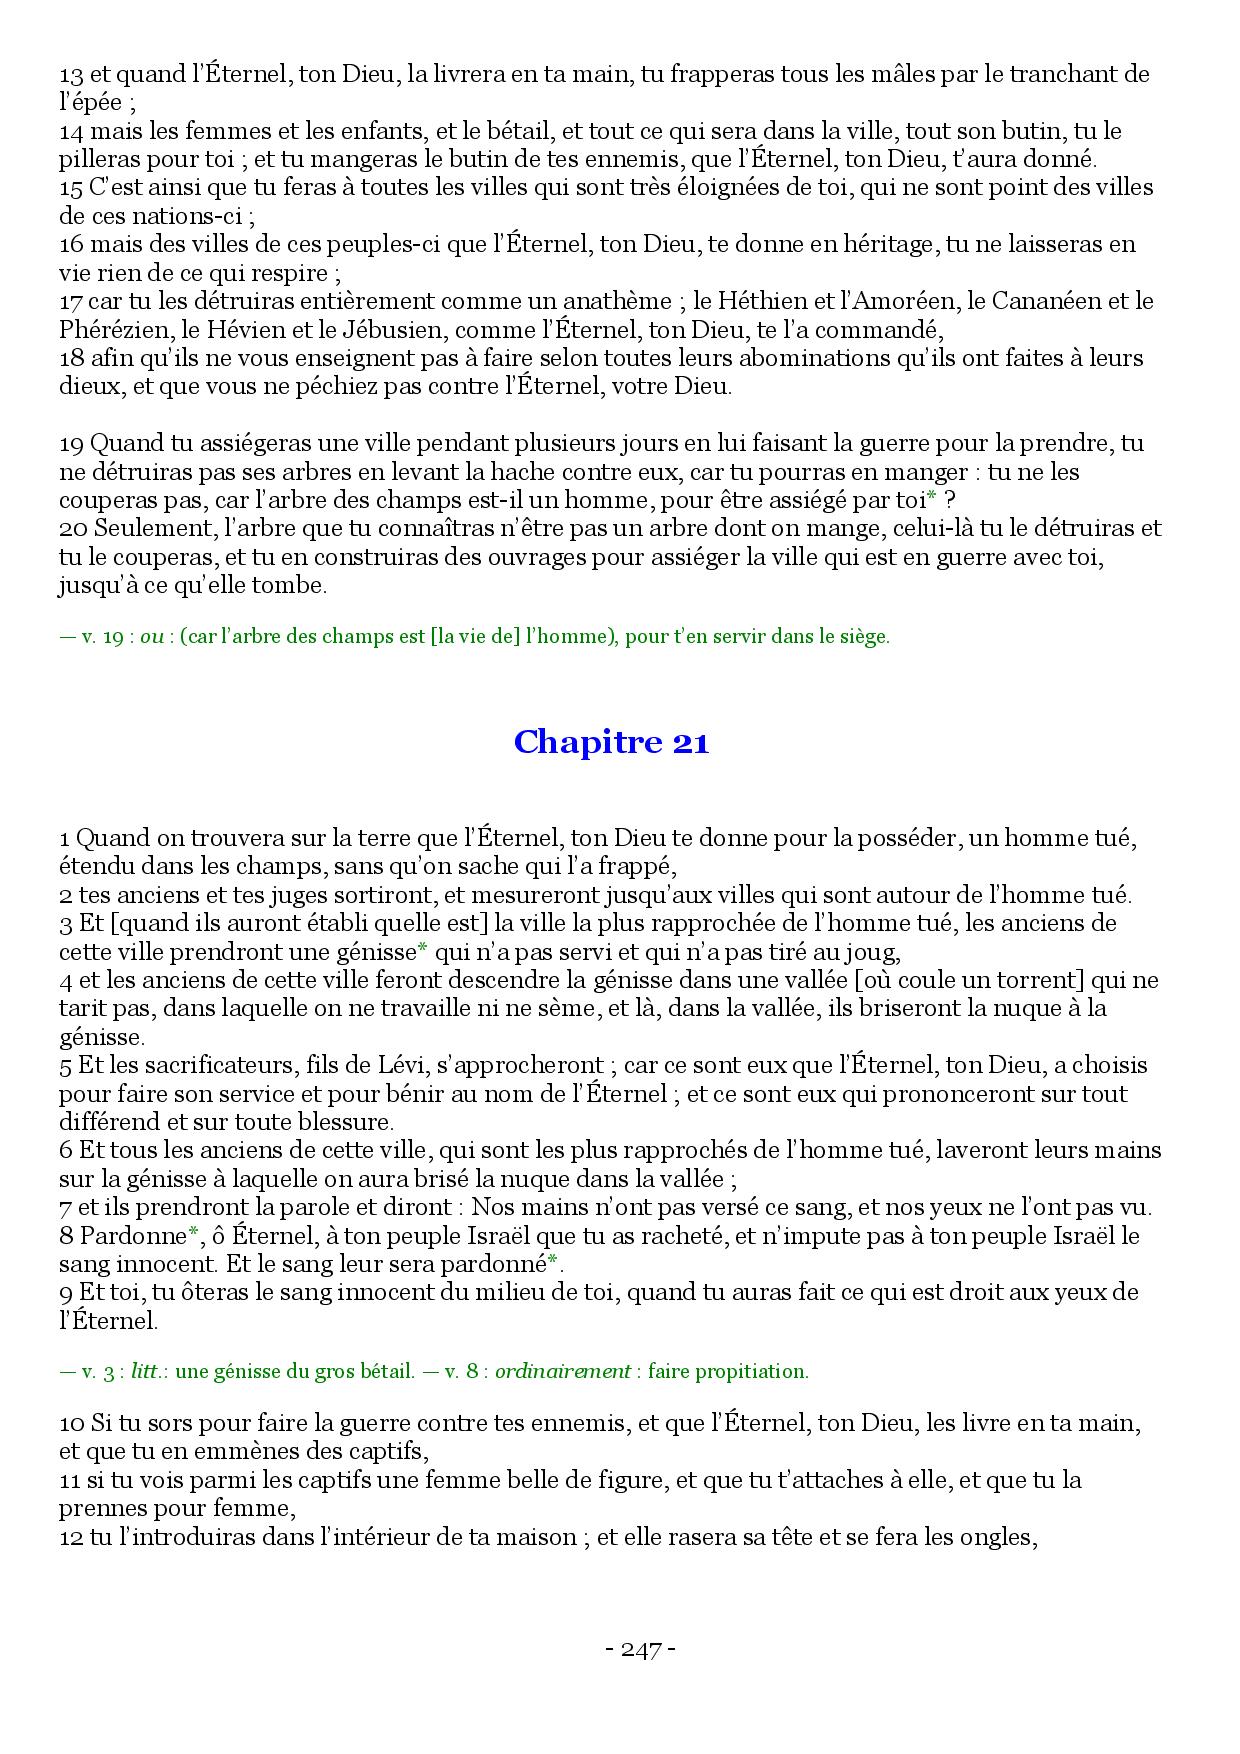 13 et quand l’Éternel, ton Dieu, la livrera en ta main, tu frapperas tous les mâles par le tranchant de
l’épée ;
14 mais les femmes et les enfants, et le bétail, et tout ce qui sera dans la ville, tout son butin, tu le
pilleras pour toi ; et tu mangeras le butin de tes ennemis, que l’Éternel, ton Dieu, t’aura donné.
15 C’est ainsi que tu feras à toutes les villes qui sont très éloignées de toi, qui ne sont point des villes
de ces nations-ci ;
16 mais des villes de ces peuples-ci que l’Éternel, ton Dieu, te donne en héritage, tu ne laisseras en
vie rien de ce qui respire ;
17 car tu les détruiras entièrement comme un anathème ; le Héthien et l’Amoréen, le Cananéen et le
Phérézien, le Hévien et le Jébusien, comme l’Éternel, ton Dieu, te l’a commandé,
18 afin qu’ils ne vous enseignent pas à faire selon toutes leurs abominations qu’ils ont faites à leurs
dieux, et que vous ne péchiez pas contre l’Éternel, votre Dieu.
19 Quand tu assiégeras une ville pendant plusieurs jours en lui faisant la guerre pour la prendre, tu
ne détruiras pas ses arbres en levant la hache contre eux, car tu pourras en manger : tu ne les
couperas pas, car l’arbre des champs est-il un homme, pour être assiégé par toi* ?
20 Seulement, l’arbre que tu connaîtras n’être pas un arbre dont on mange, celui-là tu le détruiras et
tu le couperas, et tu en construiras des ouvrages pour assiéger la ville qui est en guerre avec toi,
jusqu’à ce qu’elle tombe.
— v. 19 : ou : (car l’arbre des champs est [la vie de] l’homme), pour t’en servir dans le siège.
Chapitre 21
1 Quand on trouvera sur la terre que l’Éternel, ton Dieu te donne pour la posséder, un homme tué,
étendu dans les champs, sans qu’on sache qui l’a frappé,
2 tes anciens et tes juges sortiront, et mesureront jusqu’aux villes qui sont autour de l’homme tué.
3 Et [quand ils auront établi quelle est] la ville la plus rapprochée de l’homme tué, les anciens de
cette ville prendront une génisse* qui n’a pas servi et qui n’a pas tiré au joug,
4 et les anciens de cette ville feront descendre la génisse dans une vallée [où coule un torrent] qui ne
tarit pas, dans laquelle on ne travaille ni ne sème, et là, dans la vallée, ils briseront la nuque à la
génisse.
5 Et les sacrificateurs, fils de Lévi, s’approcheront ; car ce sont eux que l’Éternel, ton Dieu, a choisis
pour faire son service et pour bénir au nom de l’Éternel ; et ce sont eux qui prononceront sur tout
différend et sur toute blessure.
6 Et tous les anciens de cette ville, qui sont les plus rapprochés de l’homme tué, laveront leurs mains
sur la génisse à laquelle on aura brisé la nuque dans la vallée ;
7 et ils prendront la parole et diront : Nos mains n’ont pas versé ce sang, et nos yeux ne l’ont pas vu.
8 Pardonne*, ô Éternel, à ton peuple Israël que tu as racheté, et n’impute pas à ton peuple Israël le
sang innocent. Et le sang leur sera pardonné*.
9 Et toi, tu ôteras le sang innocent du milieu de toi, quand tu auras fait ce qui est droit aux yeux de
l’Éternel.
— v. 3 : litt.: une génisse du gros bétail. — v. 8 : ordinairement : faire propitiation.
10 Si tu sors pour faire la guerre contre tes ennemis, et que l’Éternel, ton Dieu, les livre en ta main,
et que tu en emmènes des captifs,
11 si tu vois parmi les captifs une femme belle de figure, et que tu t’attaches à elle, et que tu la
prennes pour femme,
12 tu l’introduiras dans l’intérieur de ta maison ; et elle rasera sa tête et se fera les ongles,
- 247 -